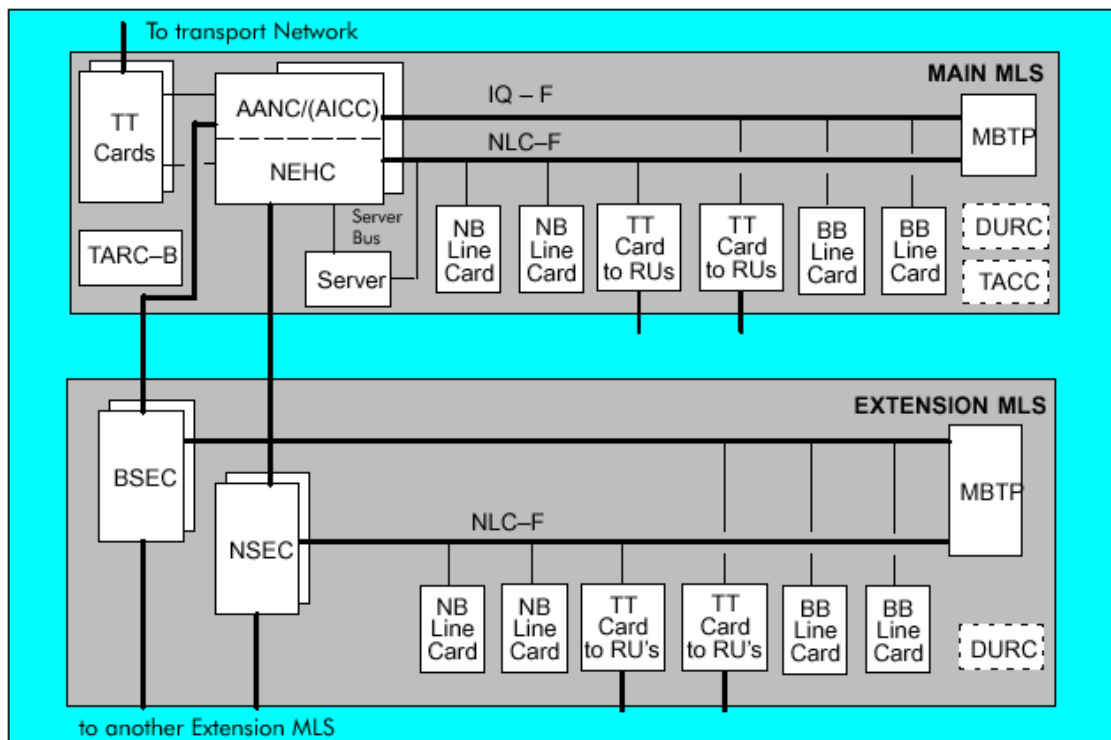 To transport Network
MAIN MLS
TT
Cards
AANC/(AICC)
NEHC
IQ – F
NLC–F
MBTP
TARC–B
Server
Bus
Server
NB
Line
Card
NB
Line
Card
TT
Card
to RUs
TT
Card
to RUs
BB
Line
Card
BB
Line
Card
DURC
TACC
EXTENSION MLS
BSEC
NSEC
NLC–F
MBTP
NB
Line
Card
NB
Line
Card
TT
Card
to RU's
TT
Card
to RU's
BB
Line
Card
BB
Line
Card
DURC
to another Extension MLS